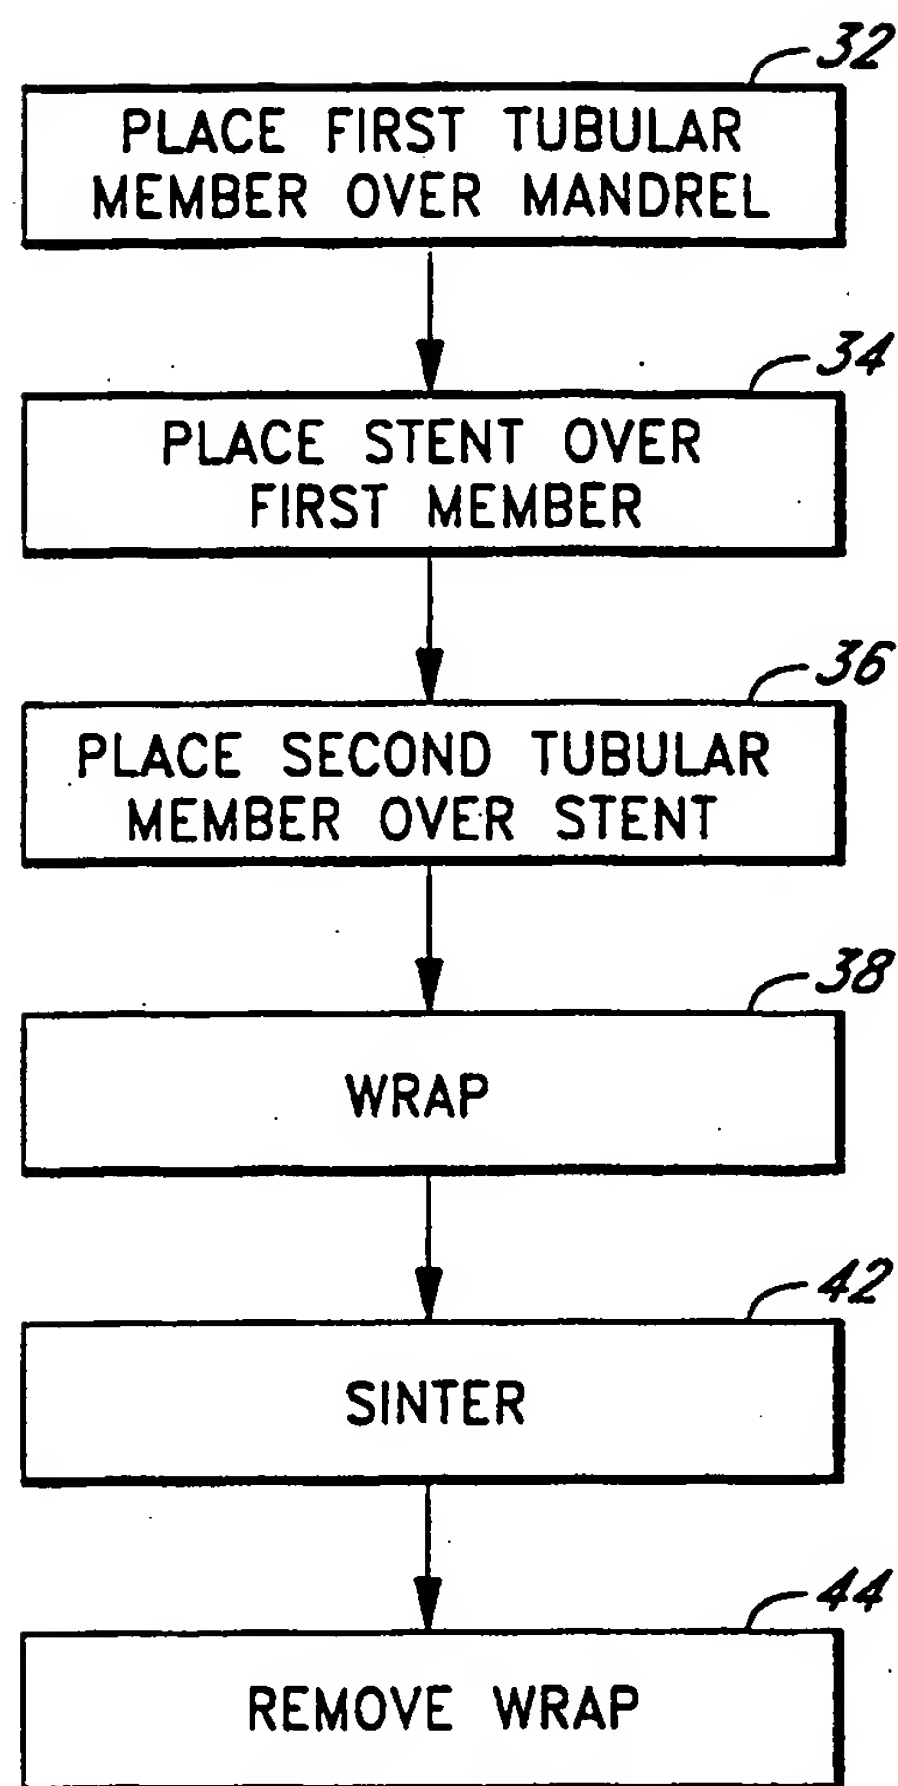 32
PLACE FIRST TUBULAR
MEMBER OVER MANDREL
34
PLACE STENT OVER
FIRST MEMBER
36
PLACE SECOND TUBULAR
MEMBER OVER STENT
38
WRAP
42
SINTER
44
REMOVE WRAP